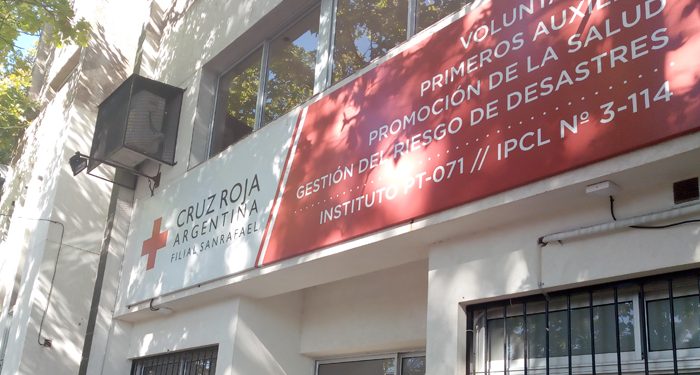 CRUZ ROJA
ARGENTINA
FILIAL SAN RAFAEL
PRIMEROS
PROMOCIÓN DE LA SALUD
GESTIÓN DEL RIESGO DE DESASTRES
INSTITUTO PT-071 // IPCL Nº 3-114